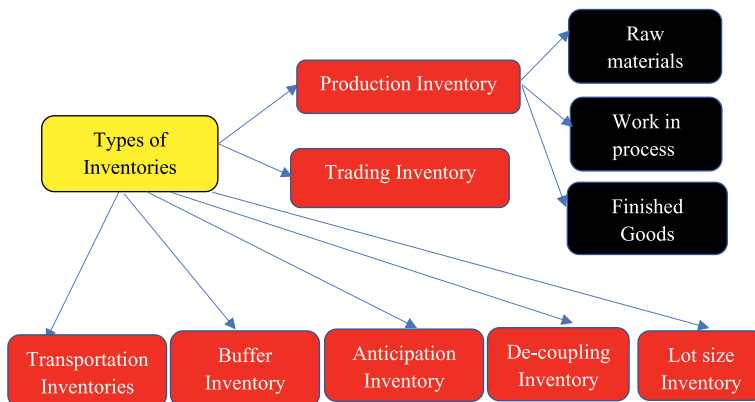 Raw
materials
Production Inventory
Work in
process
Types of
Inventories
Trading Inventory
Finished
Goods
Transportation
Inventories
Buffer
Inventory
Anticipation
Inventory
De-coupling
Inventory
Lot size
Inventory